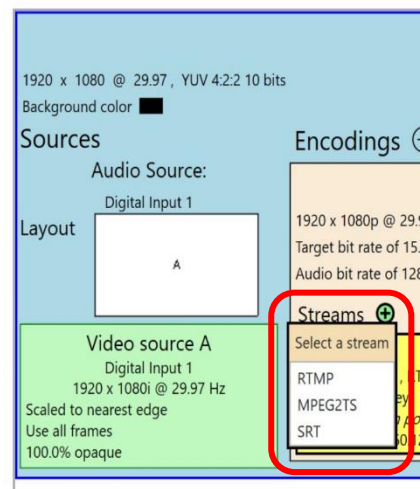 1920 x 1080 @ 29.97 , YUV 4:2:2 10 bits
Background color
Sources
Audio Source:
Digital Input 1
Layout
A
Video source A
Digital Input 1
1920 x 1080i @ 29.97 Hz
Scaled to nearest edge
Use all frames
100.0% opaque
Encodings
1920 x 1080p @ 29.9
Target bit rate of 15.
Audio bit rate of 128
Streams
Select a stream
RTMP
MPEG2TS
SRT